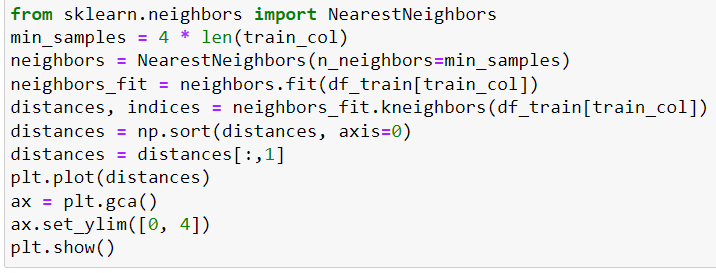 from sklearn.neighbors import NearestNeighbors
min_samples = 4 * len(train_col)
neighbors = NearestNeighbors(n_neighbors=min_samples)
neighbors_fit = neighbors.fit(df_train[train_col])
distances, indices = neighbors_fit.kneighbors(df_train[train_col])
distances = np.sort(distances, axis=0)
distances = distances[:,1]
plt.plot(distances)
ax = plt.gca()
ax.set_ylim([0, 4])
plt.show()